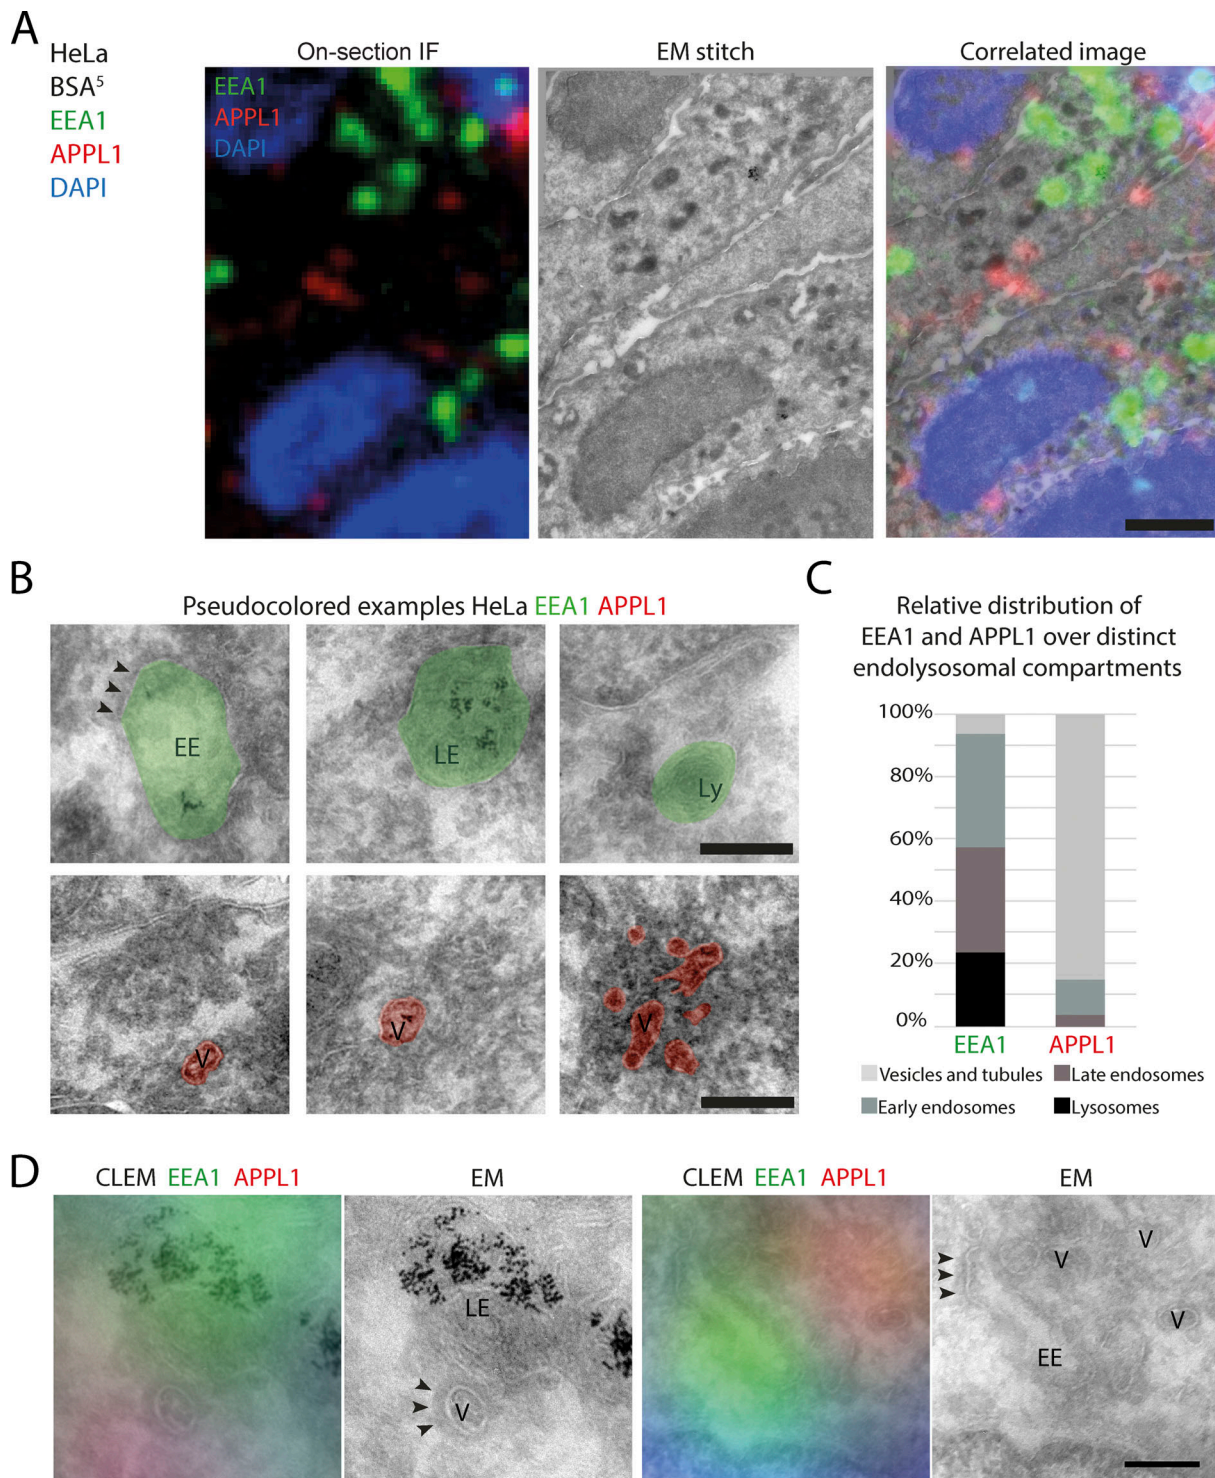 A
HeLa
BSA⁵
EEA1
APPL1
DAPI
On-section IF
EEA1
APPL1
DAPI
EM stitch
Correlated image
B
Pseudocolored examples HeLa EEA1 APPL1
EE
LE
Ly
V
V
V
C
Relative distribution of
EEA1 and APPL1 over distinct
endolysosomal compartments
100%
80%
60%
40%
20%
0%
EEA1 APPL1
Vesicles and tubules Late endosomes
Early endosomes Lysosomes
D
CLEM EEA1 APPL1
EM
LE
V
CLEM EEA1 APPL1
EM
V
V
V
EE